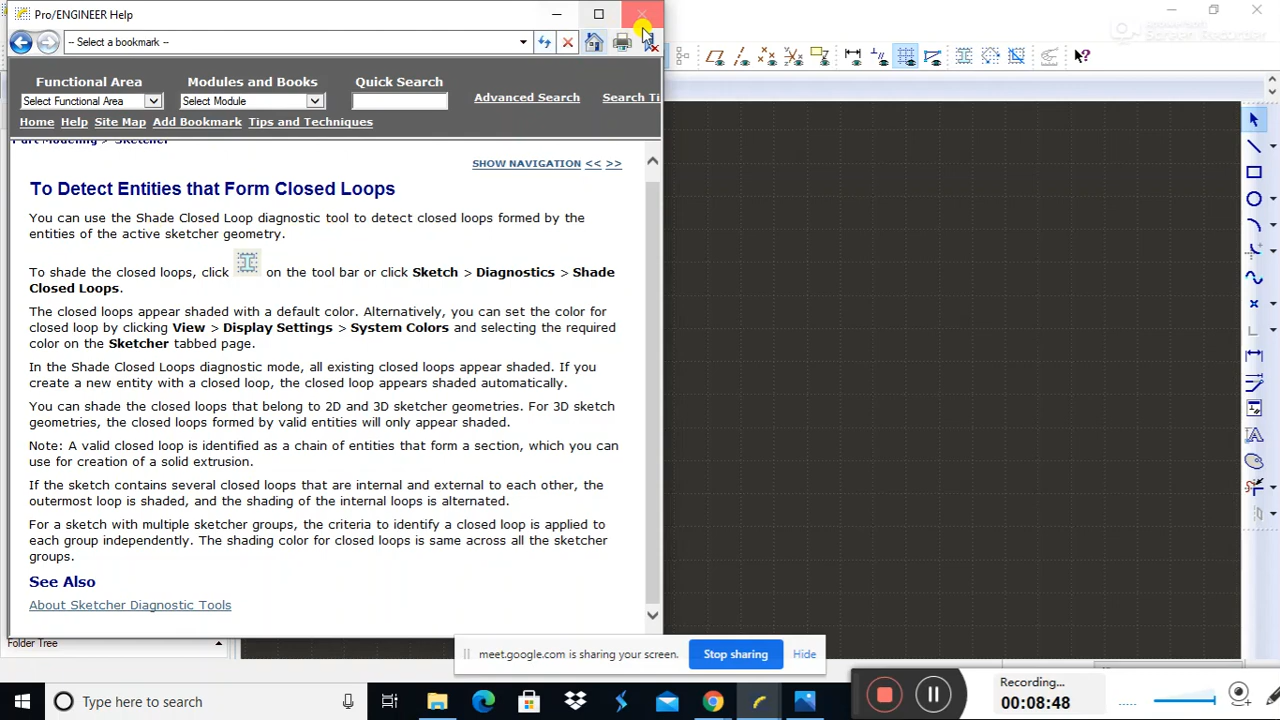 Pro/ENGINEER Help
-- Select a bookmark --
Functional Area
Modules and Books
Quick Search
Select Functional Area
Select Module
Advanced Search
Search Ti
Home Help Site Map Add Bookmark Tips and Techniques
Part Modeling > Sketcher
SHOW NAVIGATION << >>
To Detect Entities that Form Closed Loops
You can use the Shade Closed Loop diagnostic tool to detect closed loops formed by the
entities of the active sketcher geometry.
To shade the closed loops, click on the tool bar or click Sketch > Diagnostics > Shade
Closed Loops.
The closed loops appear shaded with a default color. Alternatively, you can set the color for
closed loop by clicking View > Display Settings > System Colors and selecting the required
color on the Sketcher tabbed page.
In the Shade Closed Loops diagnostic mode, all existing closed loops appear shaded. If you
create a new entity with a closed loop, the closed loop appears shaded automatically.
You can shade the closed loops that belong to 2D and 3D sketcher geometries. For 3D sketch
geometries, the closed loops formed by valid entities will only appear shaded.
Note: A valid closed loop is identified as a chain of entities that form a section, which you can
use for creation of a solid extrusion.
If the sketch contains several closed loops that are internal and external to each other, the
outermost loop is shaded, and the shading of the internal loops is alternated.
For a sketch with multiple sketcher groups, the criteria to identify a closed loop is applied to
each group independently. The shading color for closed loops is same across all the sketcher
groups.
See Also
About Sketcher Diagnostic Tools
Folder Tree
meet.google.com is sharing your screen.
Stop sharing
Hide
Type here to search
Recording...
00:08:48